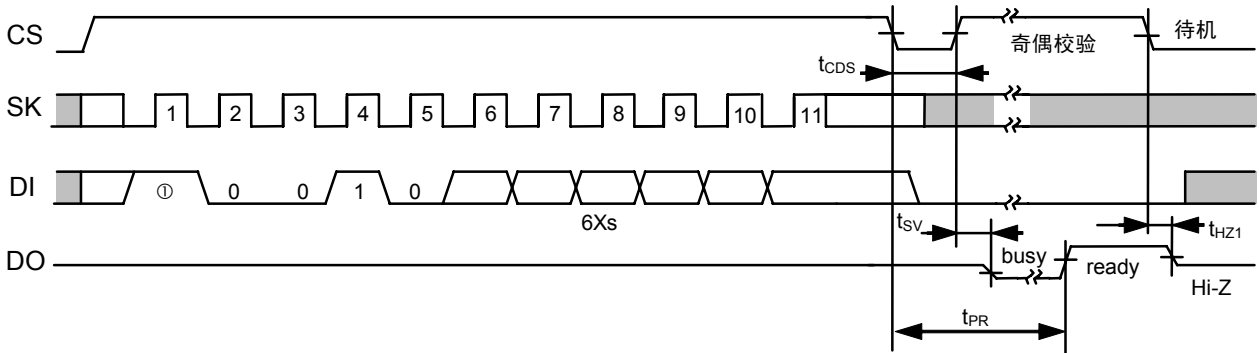 CS
奇偶校验
待机
tCDS
SK
1 2 3 4 5 6 7 8 9 10 11
DI
① 0 0 1 0
6Xs
tSV
tHZ1
DO
busy
ready
Hi-Z
tPR